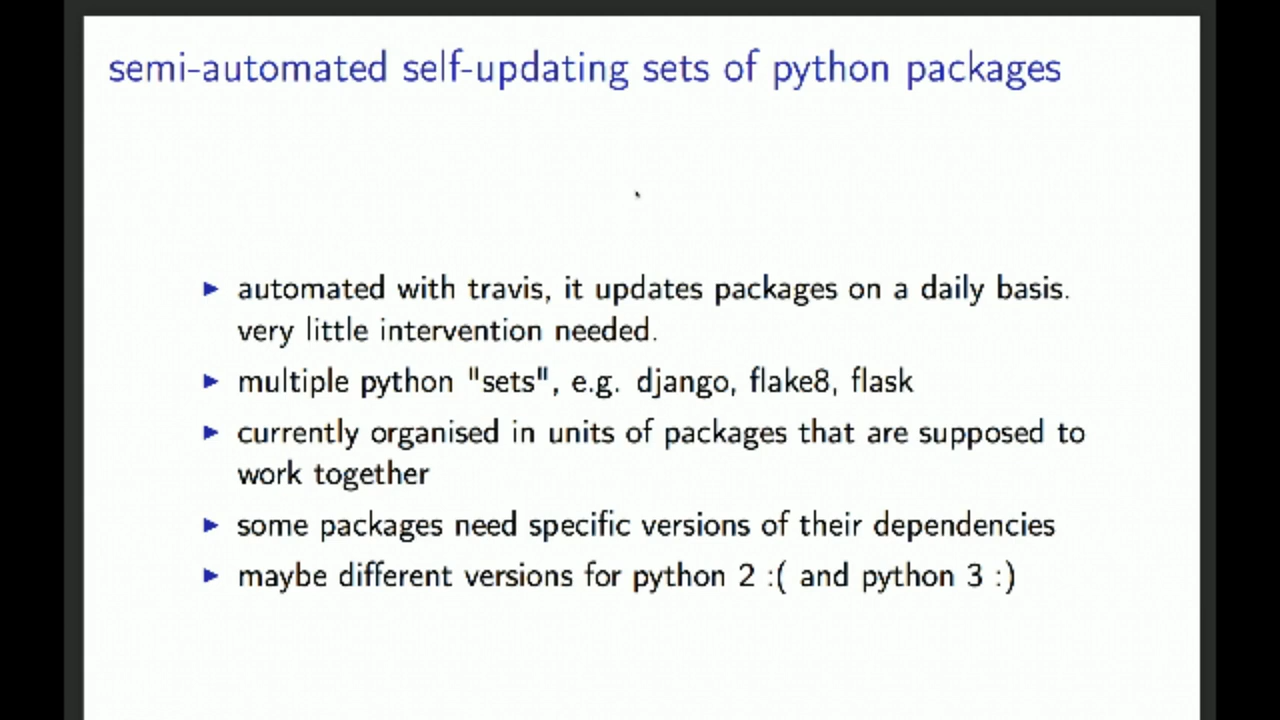 semi-automated self-updating sets of python packages
▶ automated with travis, it updates packages on a daily basis.
very little intervention needed.
▶ multiple python "sets", e.g. django, flake8, flask
▶ currently organised in units of packages that are supposed to
work together
▶ some packages need specific versions of their dependencies
▶ maybe different versions for python 2 :( and python 3 :)